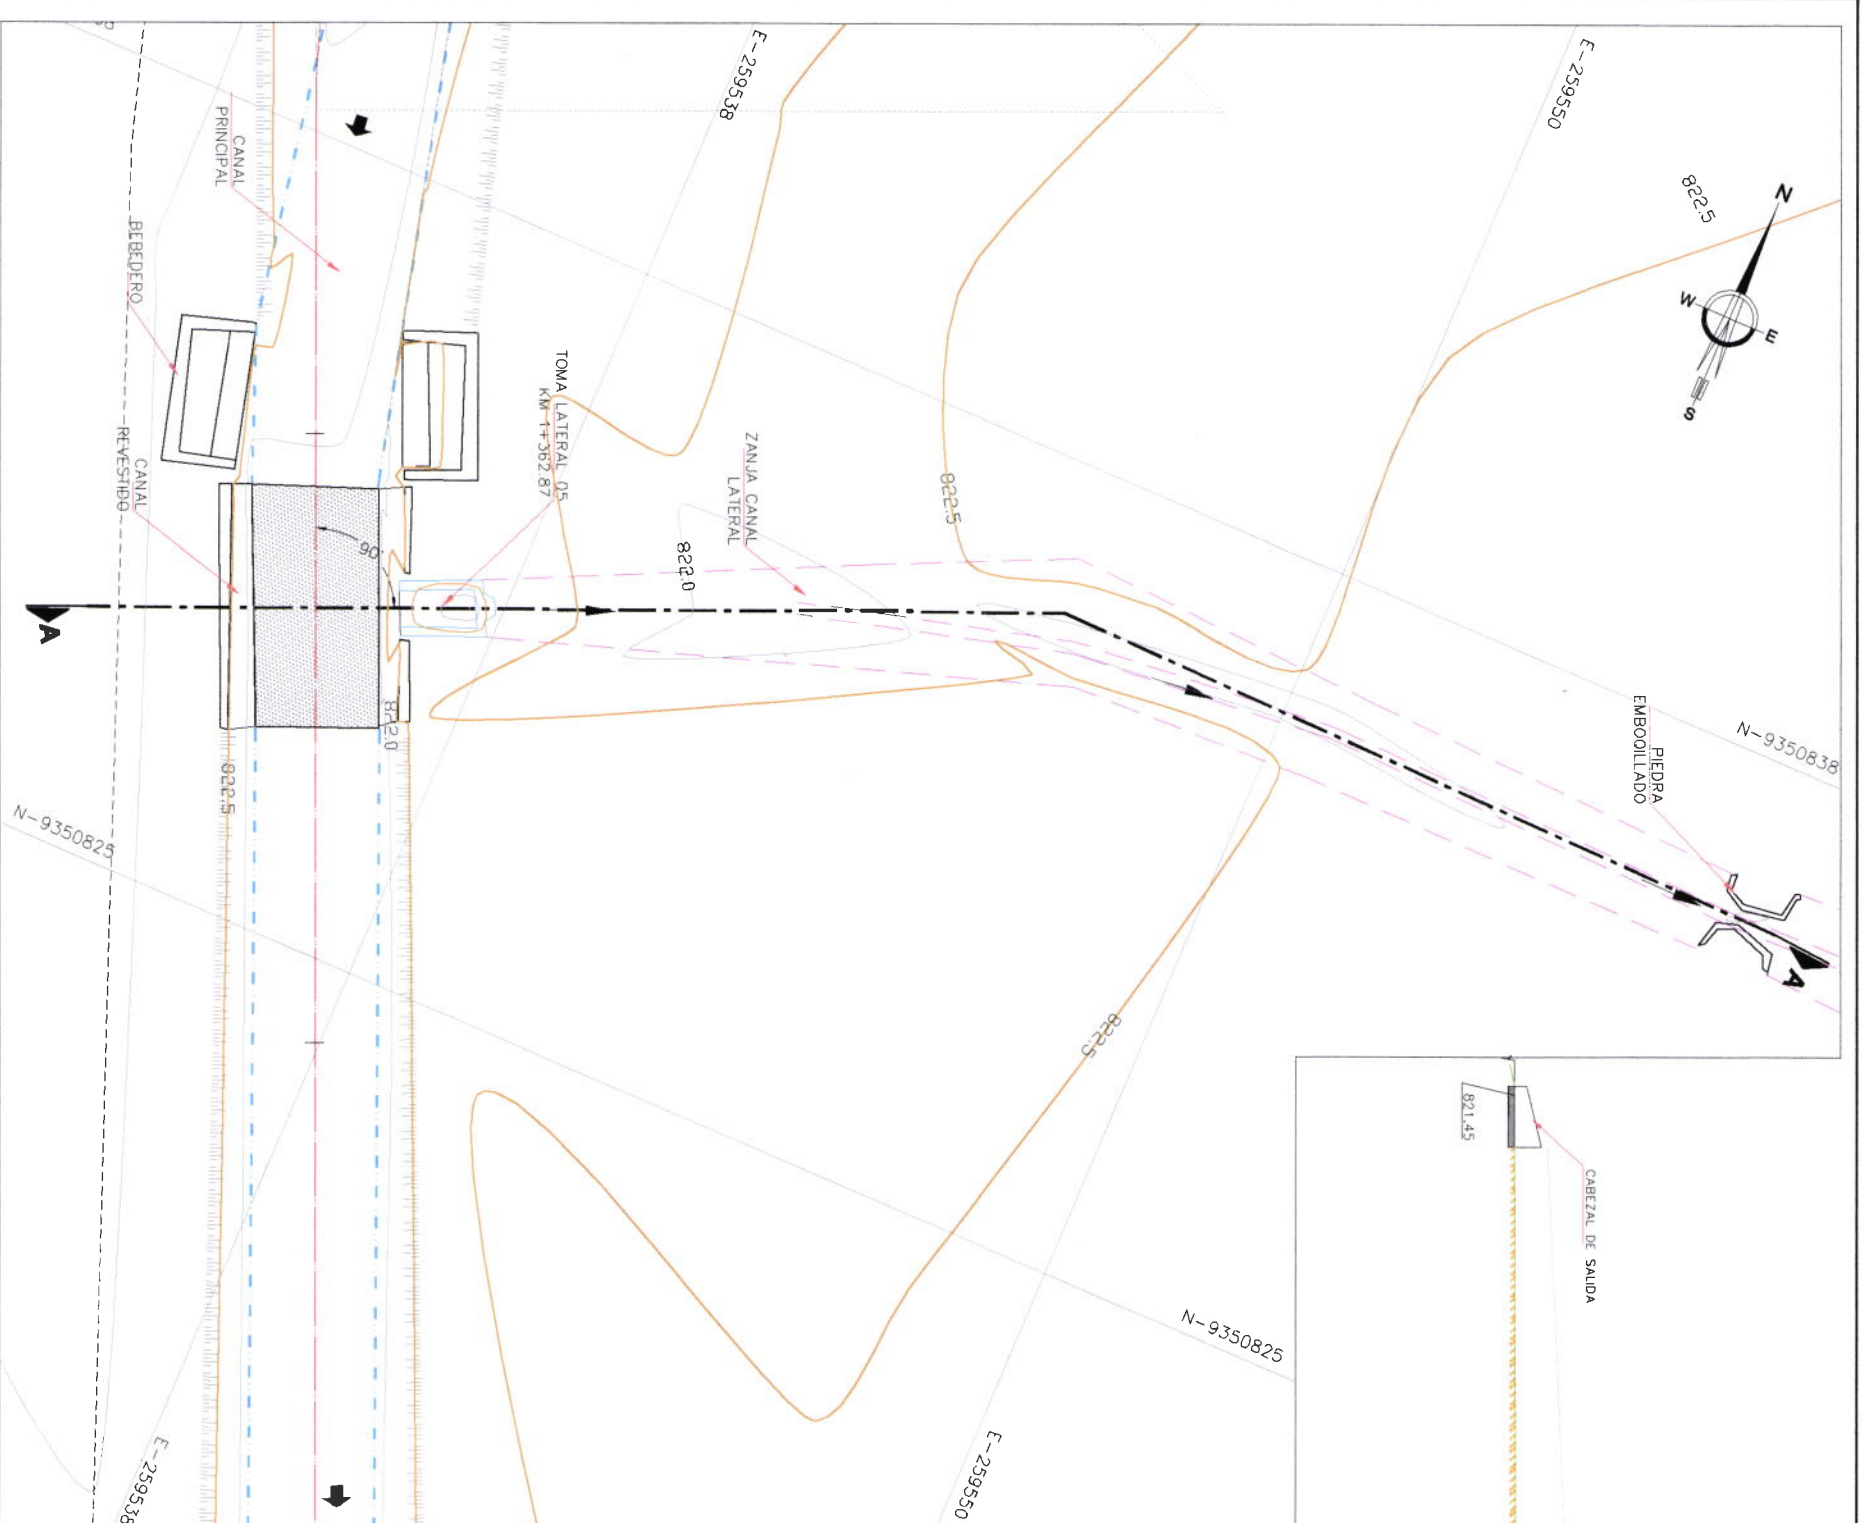 E-259538
E-259550
822.5
N
W
E
S
CANAL
PRINCIPAL
BEBEDERO
TOMA LATERAL 05
KM 1+362.87
ZANJA CANAL
LATERAL
822.5
CANAL
REVESTIDO
90°
822.0
A
822.0
822.5
N-9350825
PIEDRA
EMBOQILLADO
N-9350838
A
822.5
821.45
CABEZAL DE SALIDA
N-9350825
E-259538
E-259550